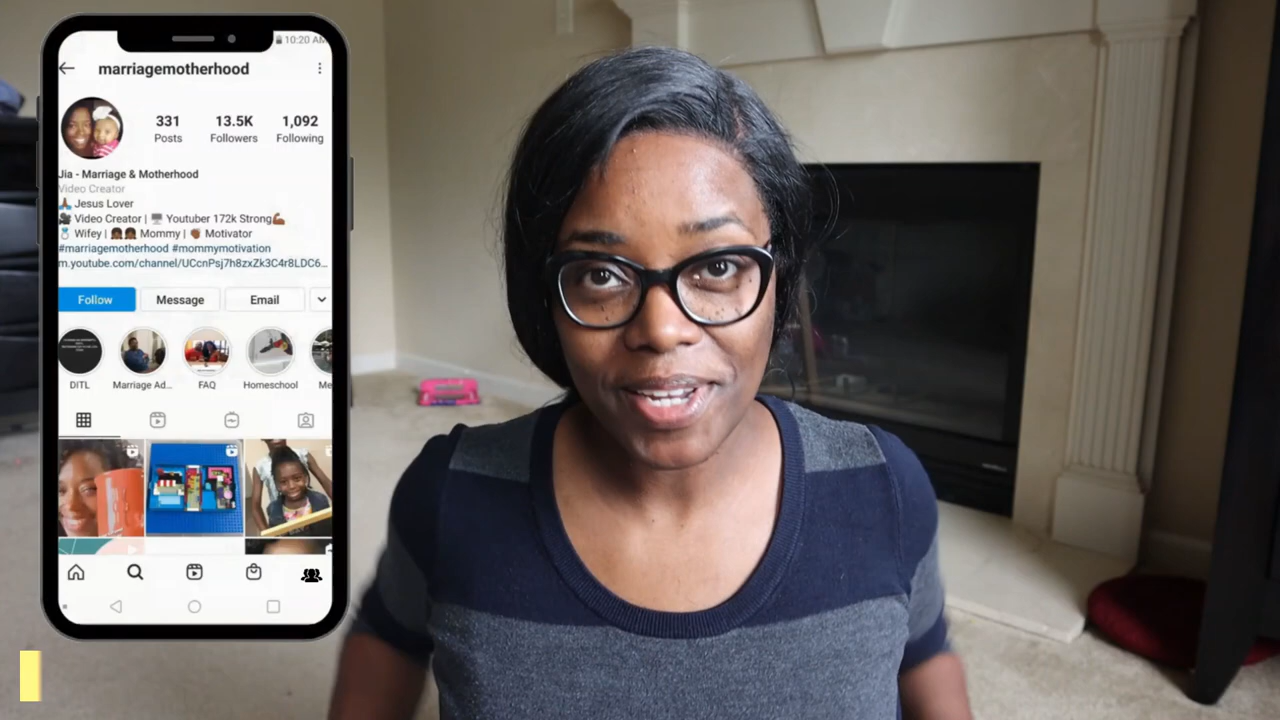 10:20 AM
marriagemotherhood
331 13.5K 1,092
Posts Followers Following
Jia - Marriage & Motherhood
Video Creator
🙏🏾 Jesus Lover
🎥 Video Creator | 🖥 Youtuber 172k Strong💪🏾
💍 Wifey | 👧🏾👧🏾 Mommy | 👏🏾 Motivator
#marriagemotherhood #mommymotivation
m.youtube.com/channel/UCcnPsj7h8zxZk3C4r8LDC6...
Follow Message Email
DITL Marriage Ad... FAQ Homeschool Me